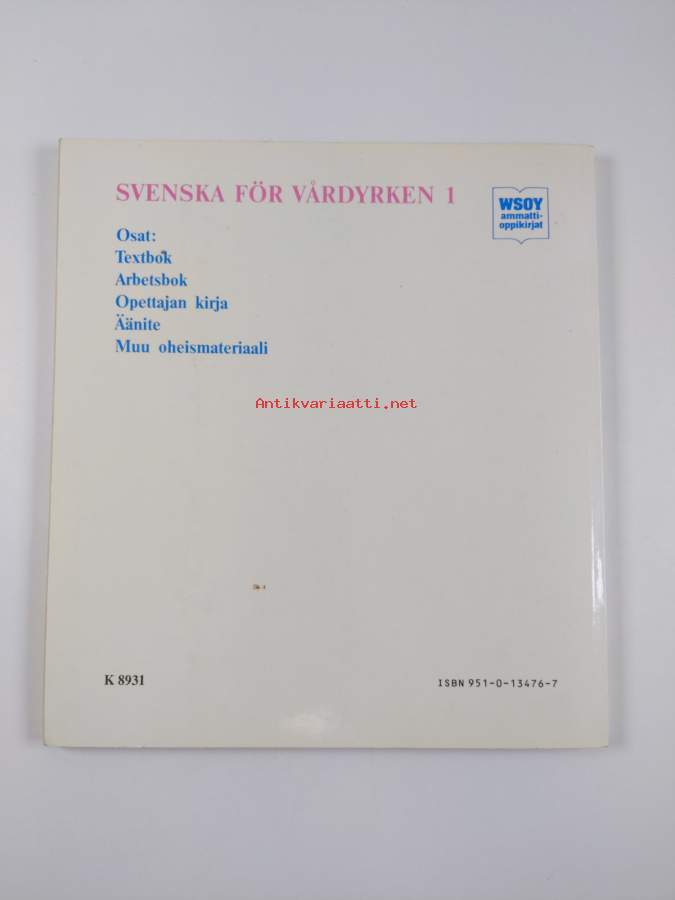 SVENSKA FÖR VÅRDYRKEN 1
WSOY
ammatti-
oppikirjat
Osat:
Textbok
Arbetsbok
Opettajan kirja
Äänite
Muu oheismateriaali
Antikvariaatti.net
K 8931
ISBN 951-0-13476-7